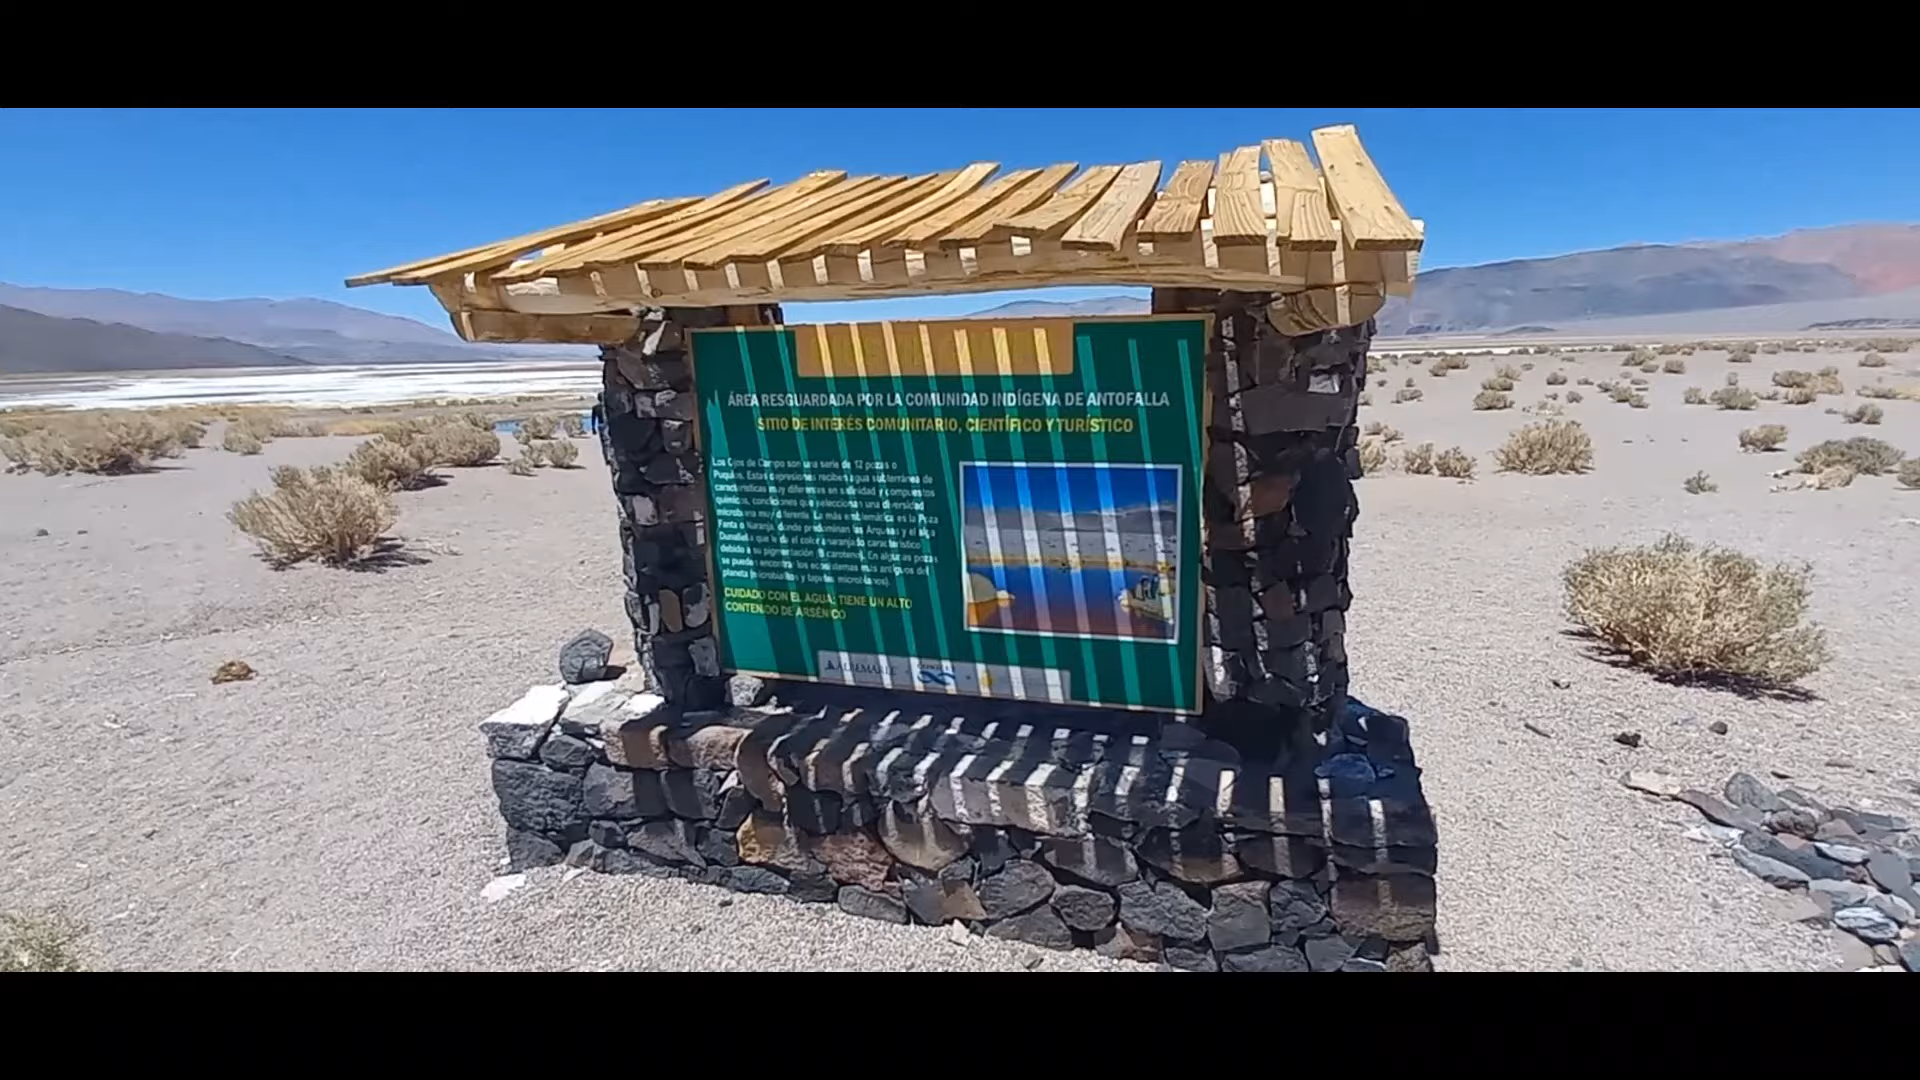 ÁREA RESGUARDADA POR LA COMUNIDAD INDÍGENA DE ANTOFALLA
SITIO DE INTERÉS COMUNITARIO, CIENTÍFICO Y TURÍSTICO
Los Ojos de Campo son una serie de 12 pozas o
Puquios. Estas depresiones reciben agua subterránea de
características muy diferentes en salinidad y compuestos
químicos, condiciones que seleccionan una diversidad
microbiana muy diferente. La más emblemática es la Poza
Fanta o Naranja, donde predominan las Arqueas y el alga
Dunaliella que le da el color anaranjado característico
debido a su pigmentación (B caroteno). En algunas pozas
se pueden encontrar los ecosistemas más antiguos del
planeta (microbialitos y tapetes microbianos).
CUIDADO CON EL AGUA: TIENE UN ALTO
CONTENIDO DE ARSÉNICO
ALBEMARLE